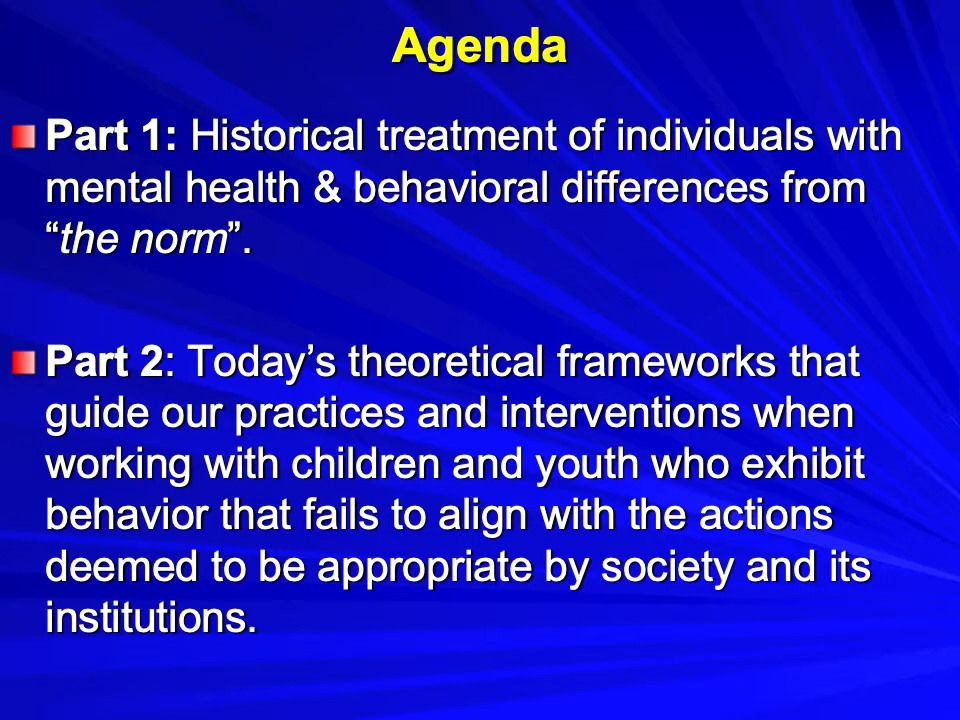 Agenda
Part 1: Historical treatment of individuals with
mental health & behavioral differences from
“the norm”.
Part 2: Today’s theoretical frameworks that
guide our practices and interventions when
working with children and youth who exhibit
behavior that fails to align with the actions
deemed to be appropriate by society and its
institutions.